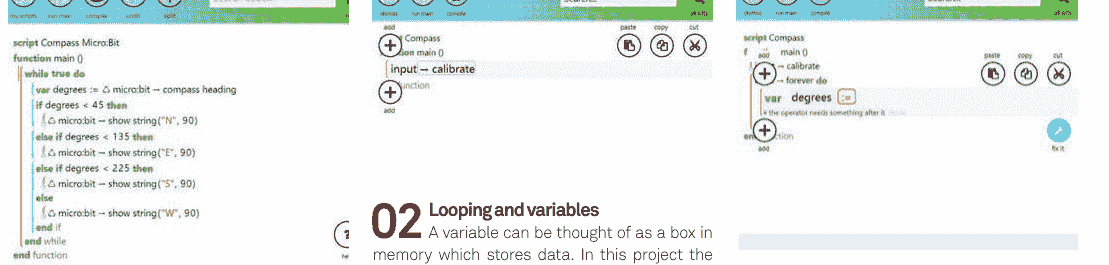 my scripts run main compile undo split
script Compass Micro:Bit
function main ()
while true do
var degrees := micro:bit → compass heading
if degrees < 45 then
micro:bit → show string("N", 90)
else if degrees < 135 then
micro:bit → show string("E", 90)
else if degrees < 225 then
micro:bit → show string("S", 90)
else
micro:bit → show string("W", 90)
end if
end while
end function
run main compile
add
Compass
main ()
paste copy cut
input → calibrate
function
add
02 Looping and variables
A variable can be thought of as a box in
memory which stores data. In this project the
run main compile
script Compass
add
main ()
paste copy cut
→ calibrate
→ forever do
var degrees :=
the operator needs something after it
add
fix it